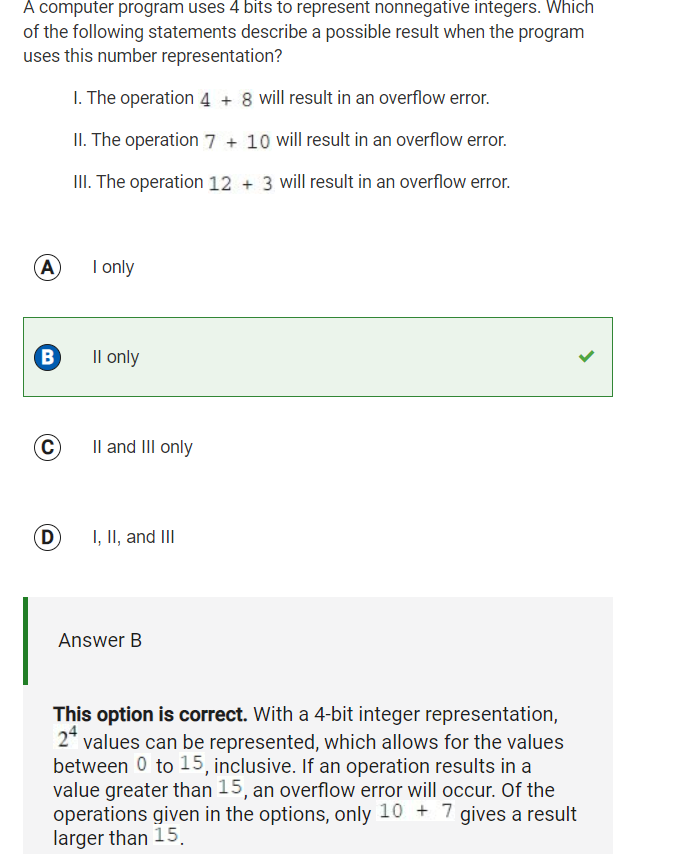 A computer program uses 4 bits to represent nonnegative integers. Which
of the following statements describe a possible result when the program
uses this number representation?
I. The operation 4 + 8 will result in an overflow error.
II. The operation 7 + 10 will result in an overflow error.
III. The operation 12 + 3 will result in an overflow error.
A I only
B II only
C II and III only
D I, II, and III
Answer B
This option is correct. With a 4-bit integer representation,
2⁴ values can be represented, which allows for the values
between 0 to 15, inclusive. If an operation results in a
value greater than 15, an overflow error will occur. Of the
operations given in the options, only 10 + 7 gives a result
larger than 15.